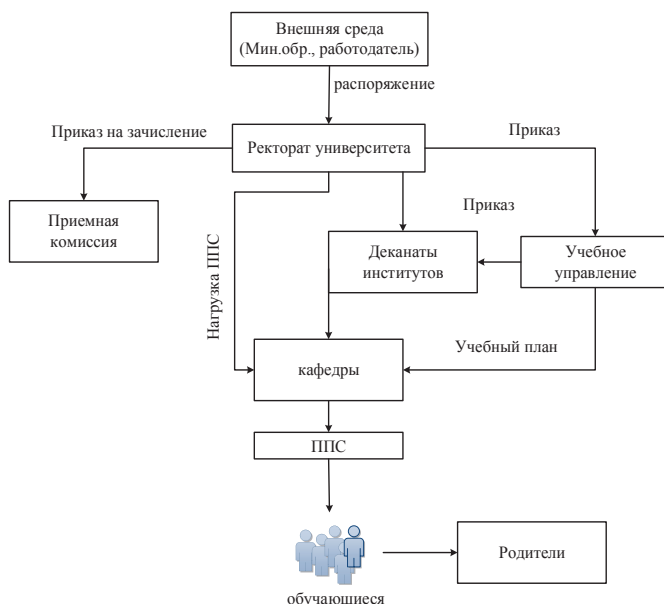 Внешняя среда
(Мин.обр., работодатель)
распоряжение
Приказ на зачисление
Приказ
Ректорат университета
Приемная
комиссия
Приказ
Нагрузка ППС
Деканаты
институтов
Учебное
управление
Учебный план
кафедры
ППС
Родители
обучающиеся